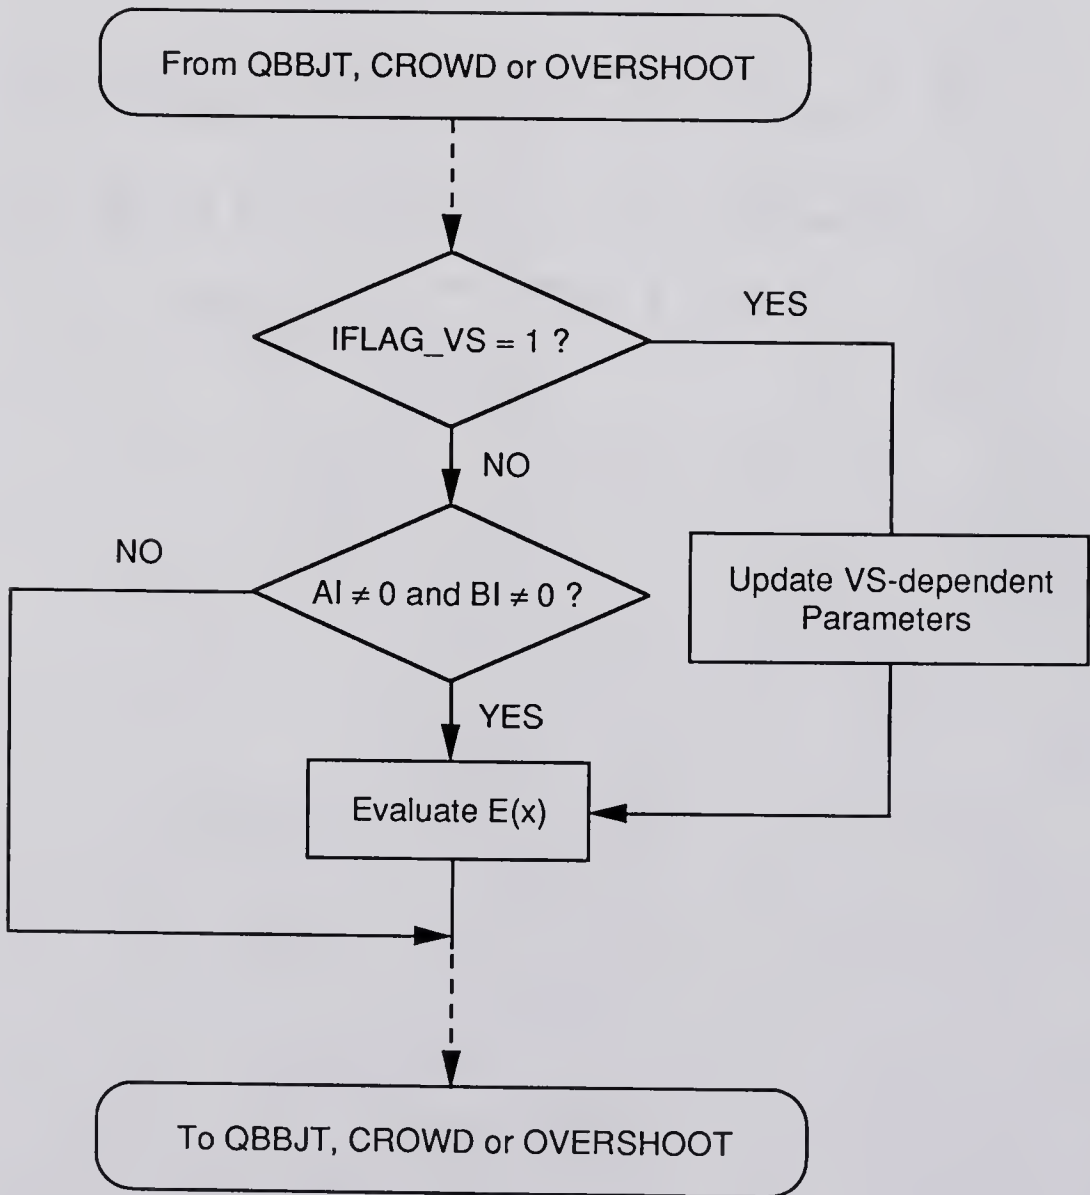 From QBBJT, CROWD or OVERSHOOT
IFLAG_VS = 1 ?
YES
NO
NO
AI ≠ 0 and BI ≠ 0 ?
Update VS-dependent
Parameters
YES
Evaluate E(x)
To QBBJT, CROWD or OVERSHOOT